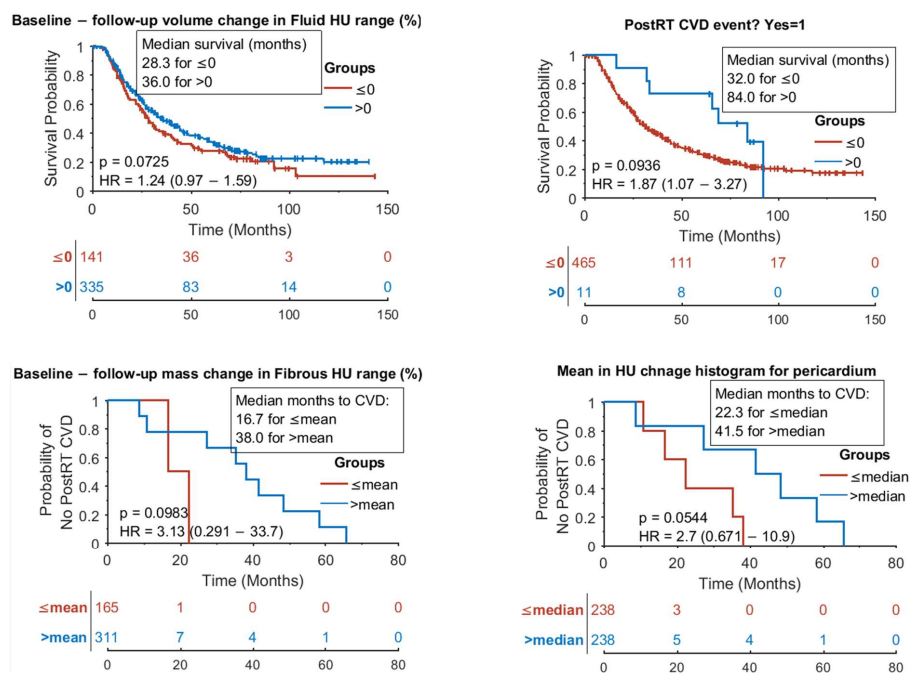 Baseline – follow-up volume change in Fluid HU range (%)
Survival Probability
1
0.8
0.6
0.4
0.2
0
Median survival (months)
28.3 for ≤0
36.0 for >0
Groups
≤0
>0
p = 0.0725
HR = 1.24 (0.97 – 1.59)
0 50 100 150
Time (Months)
≤0 141 36 3 0
>0 335 83 14 0
0 50 100 150
PostRT CVD event? Yes=1
Survival Probability
1
0.8
0.6
0.4
0.2
0
Median survival (months)
32.0 for ≤0
84.0 for >0
Groups
≤0
>0
p = 0.0936
HR = 1.87 (1.07 – 3.27)
0 50 100 150
Time (Months)
≤0 465 111 17 0
>0 11 8 0 0
0 50 100 150
Baseline – follow-up mass change in Fibrous HU range (%)
Probability of
No PostRT CVD
1
0.8
0.6
0.4
0.2
0
Median months to CVD:
16.7 for ≤mean
38.0 for >mean
Groups
≤mean
>mean
p = 0.0983
HR = 3.13 (0.291 – 33.7)
0 20 40 60 80
Time (Months)
≤mean 165 1 0 0 0
>mean 311 7 4 1 0
0 20 40 60 80
Mean in HU chnage histogram for pericardium
Probability of
No PostRT CVD
1
0.8
0.6
0.4
0.2
0
Median months to CVD:
22.3 for ≤median
41.5 for >median
Groups
≤median
>median
p = 0.0544
HR = 2.7 (0.671 – 10.9)
0 20 40 60 80
Time (Months)
≤median 238 3 0 0 0
>median 238 5 4 1 0
0 20 40 60 80